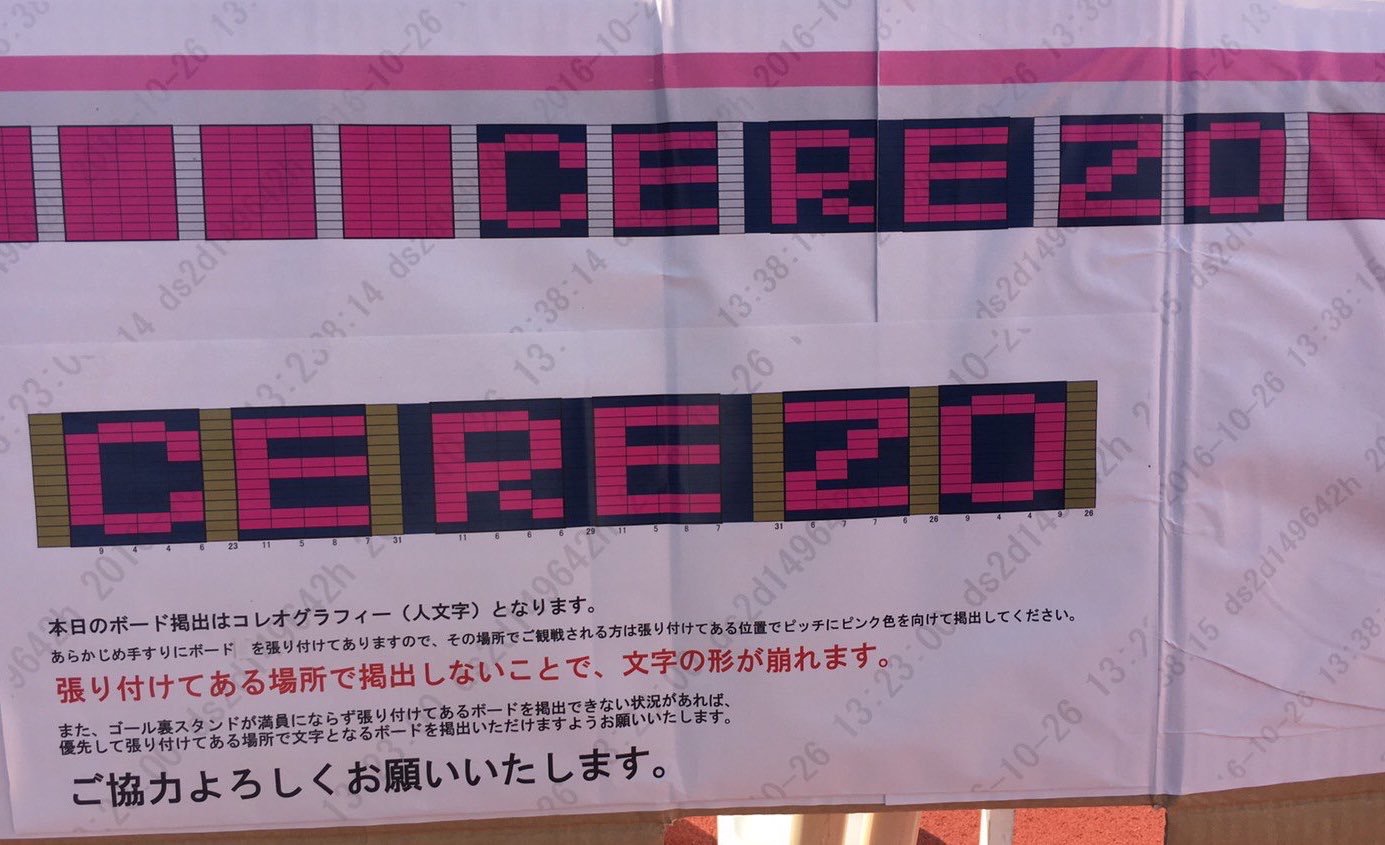 CEREZO
CEREZO
9 4 4 6 23 11 5 8 7 31 11 6 6 6 29 11 5 8 7 31 6 7 7 6 26 9 4 4 9 26
本日のボード掲出はコレオグラフィー（人文字）となります。
あらかじめ手すりにボード　を張り付けてありますので、その場所でご観戦される方は張り付けてある位置でピッチにピンク色を向けて掲出してください。
張り付けてある場所で掲出しないことで、文字の形が崩れます。
また、ゴール裏スタンドが満員にならず張り付けてあるボードを掲出できない状況があれば、
優先して張り付けてある場所で文字となるボードを掲出いただけますようお願いいたします。
ご協力よろしくお願いいたします。